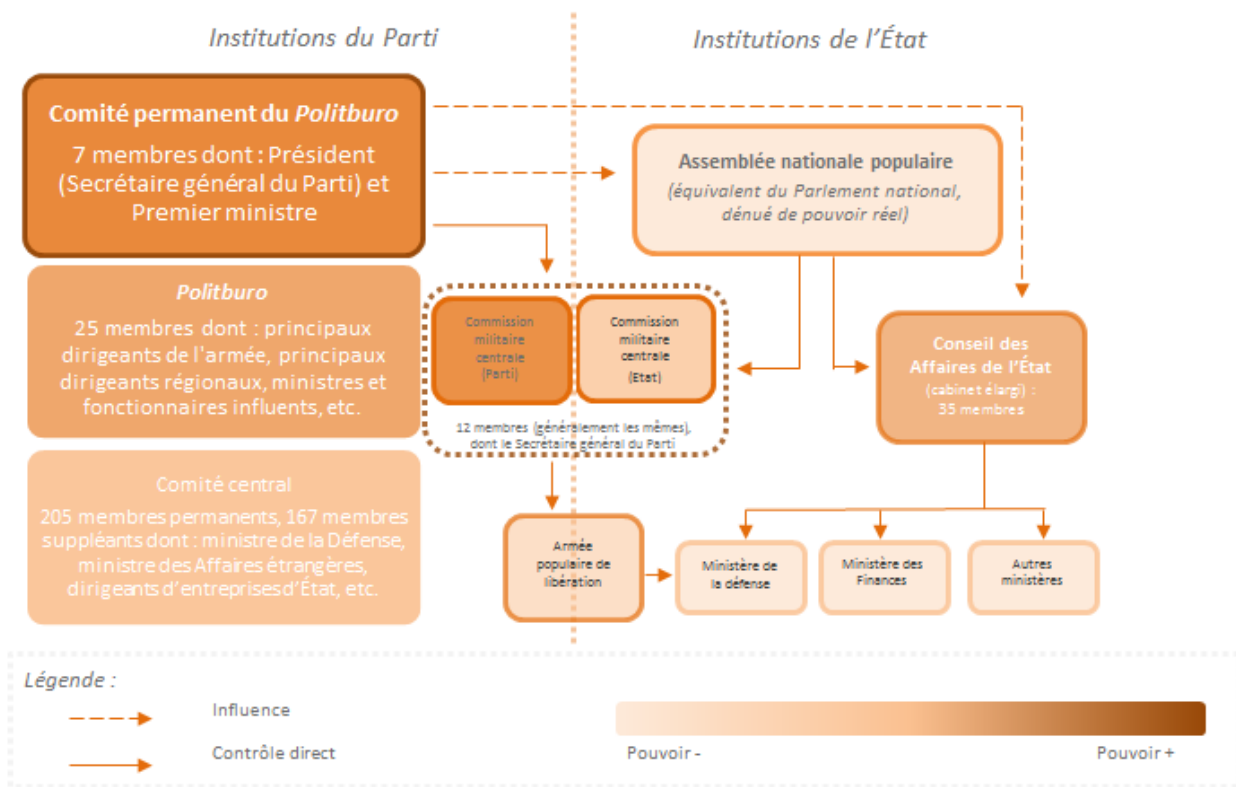 Institutions du Parti
Institutions de l'État
Comité permanent du Politburo
7 membres dont : Président
(Secrétaire général du Parti) et
Premier ministre
Assemblée nationale populaire
(équivalent du Parlement national,
dénué de pouvoir réel)
Politburo
25 membres dont : principaux
dirigeants de l'armée, principaux
dirigeants régionaux, ministres et
fonctionnaires influents, etc.
Commission
militaire
centrale
(Parti)
Commission
militaire
centrale
(Etat)
12 membres (généralement les mêmes),
dont le Secrétaire général du Parti
Conseil des
Affaires de l'État
(cabinet élargi) :
35 membres
Comité central
205 membres permanents, 167 membres
suppléants dont : ministre de la Défense,
ministre des Affaires étrangères,
dirigeants d'entreprises d'État, etc.
Armée
populaire de
libération
Ministère de
la défense
Ministère des
Finances
Autres
ministères
Légende :
Influence
Contrôle direct
Pouvoir -
Pouvoir +